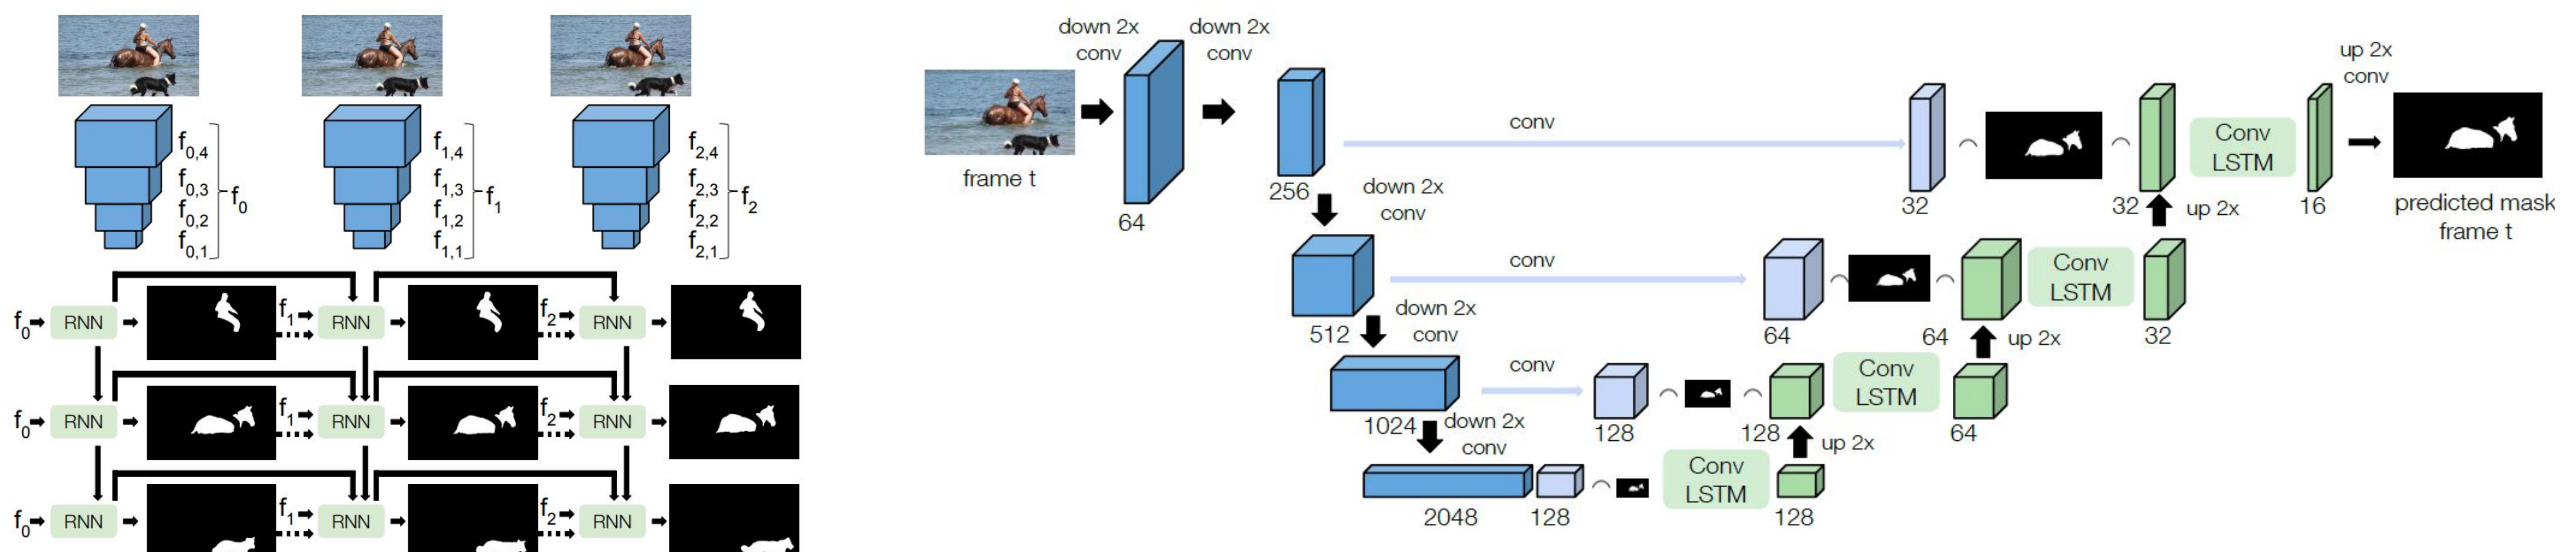 f0,4
f0,3
f0,2
f0,1
f0
f1,4
f1,3
f1,2
f1,1
f1
f2,4
f2,3
f2,2
f2,1
f2
f0 RNN f1 RNN f2 RNN
f0 RNN f1 RNN f2 RNN
f0 RNN f1 RNN f2 RNN
down 2x
conv
down 2x
conv
frame t
64
256
conv
32
32
Conv
LSTM
16
up 2x
conv
predicted mask
frame t
down 2x
conv
up 2x
512
conv
64
64
Conv
LSTM
32
down 2x
conv
up 2x
1024
conv
128
128
Conv
LSTM
64
down 2x
conv
up 2x
2048
128
Conv
LSTM
128